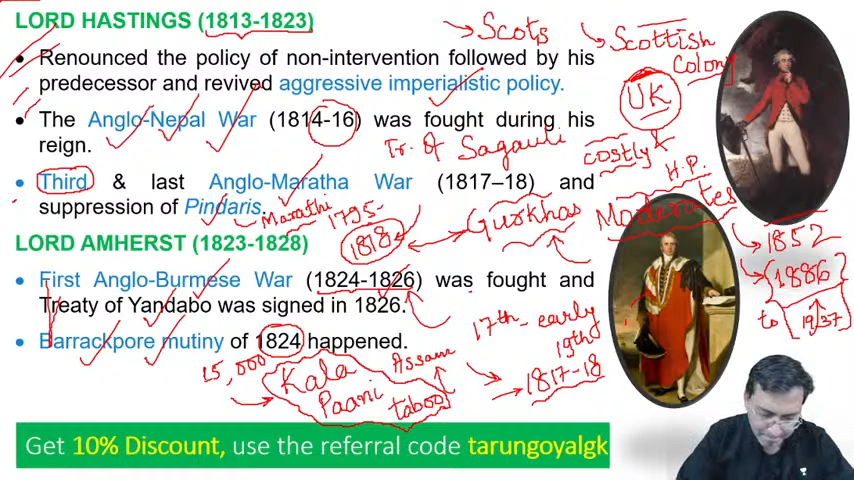 LORD HASTINGS (1813-1823)
• Renounced the policy of non-intervention followed by his
predecessor and revived aggressive imperialistic policy.
• The Anglo-Nepal War (1814-16) was fought during his
reign.
• Third & last Anglo-Maratha War (1817–18) and
suppression of Pindaris.
LORD AMHERST (1823-1828)
• First Anglo-Burmese War (1824-1826) was fought and
Treaty of Yandabo was signed in 1826.
• Barrackpore mutiny of 1824 happened.
Scots
Scottish
Colony
UK
costly
H.P.
Tr. of Sagauli
Marathi 1795-
1818
Gurkhas
Moderates
1852
1886
to 1937
17th-early
19th
1817-18
Assam
15,000
Kala
Paani
taboo
Get 10% Discount, use the referral code tarungoyalgk